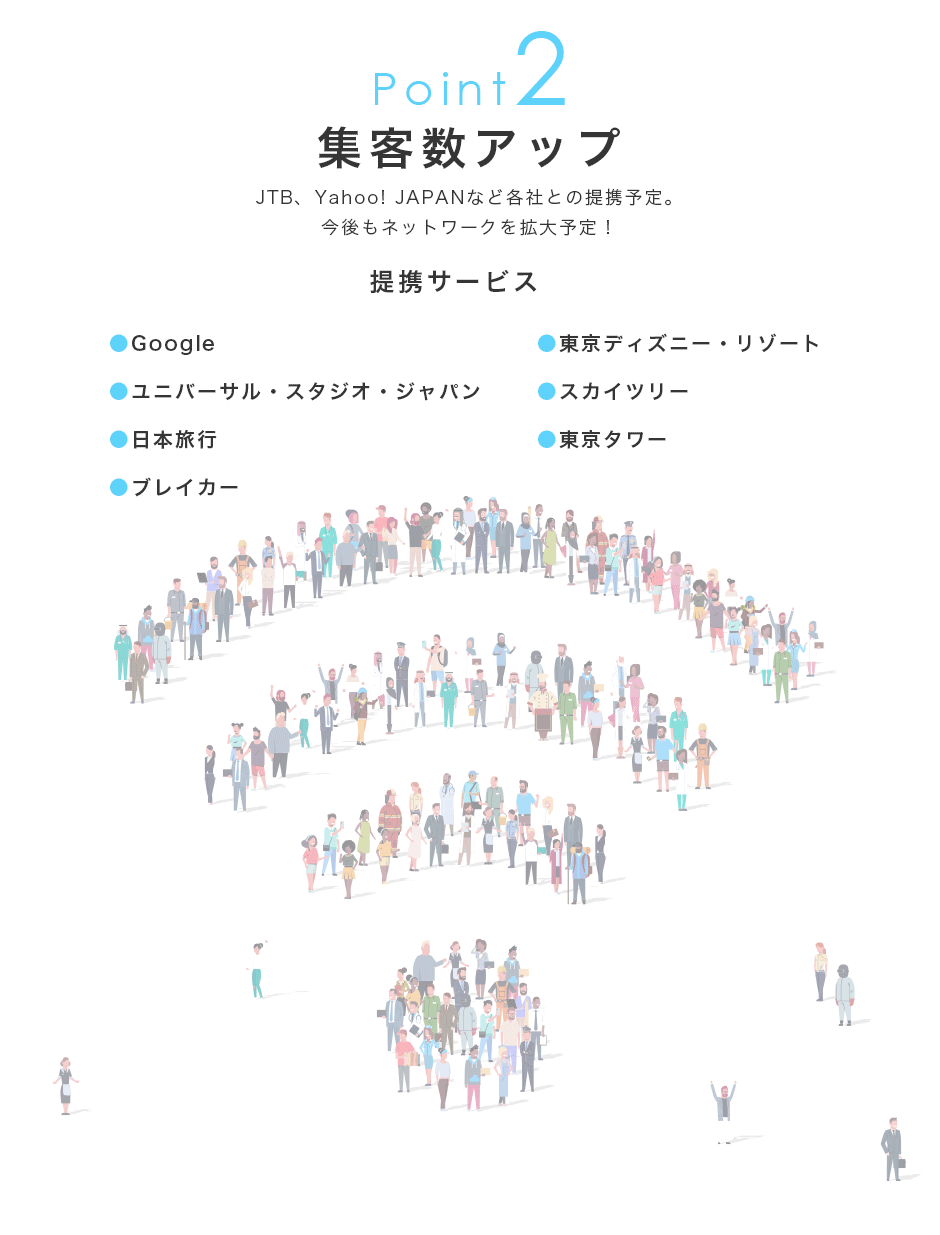 Point2
集客数アップ
JTB、Yahoo! JAPANなど各社との提携予定。
今後もネットワークを拡大予定！
提携サービス
●Google
●東京ディズニー・リゾート
●ユニバーサル・スタジオ・ジャパン
●スカイツリー
●日本旅行
●東京タワー
●ブレイカー